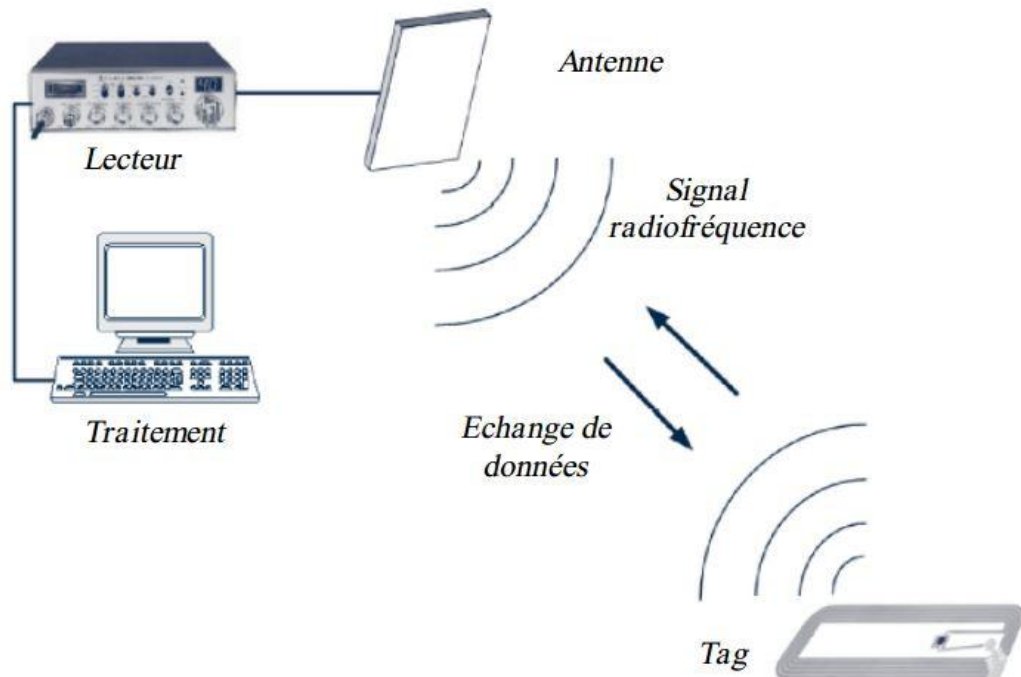 Antenne
Lecteur
Signal
radiofréquence
Traitement
Echange de
données
Tag